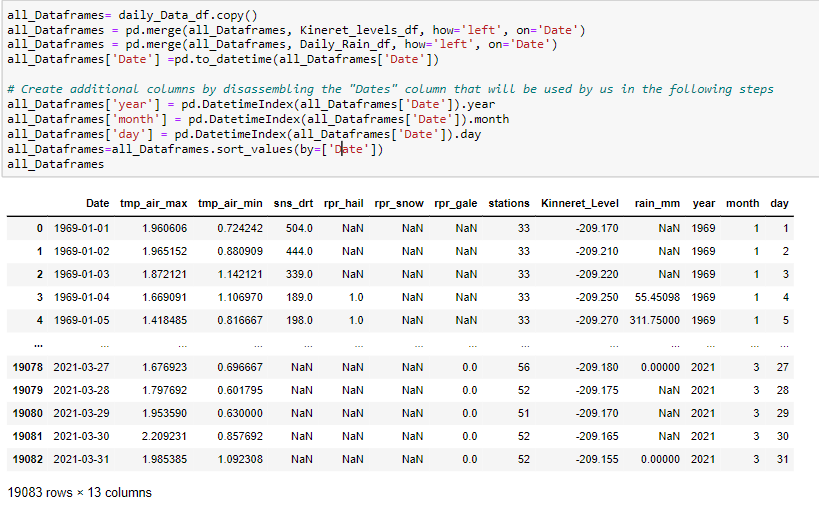 all_Dataframes= daily_Data_df.copy()
all_Dataframes = pd.merge(all_Dataframes, Kineret_levels_df, how='left', on='Date')
all_Dataframes = pd.merge(all_Dataframes, Daily_Rain_df, how='left', on='Date')
all_Dataframes['Date'] =pd.to_datetime(all_Dataframes['Date'])
# Create additional columns by disassembling the "Dates" column that will be used by us in the following steps
all_Dataframes['year'] = pd.DatetimeIndex(all_Dataframes['Date']).year
all_Dataframes['month'] = pd.DatetimeIndex(all_Dataframes['Date']).month
all_Dataframes['day'] = pd.DatetimeIndex(all_Dataframes['Date']).day
all_Dataframes=all_Dataframes.sort_values(by=['Date'])
all_Dataframes
Date tmp_air_max tmp_air_min sns_drt rpr_hail rpr_snow rpr_gale stations Kinneret_Level rain_mm year month day
0 1969-01-01 1.960606 0.724242 504.0 NaN NaN NaN 33 -209.170 NaN 1969 1 1
1 1969-01-02 1.965152 0.880909 444.0 NaN NaN NaN 33 -209.210 NaN 1969 1 2
2 1969-01-03 1.872121 1.142121 339.0 NaN NaN NaN 33 -209.220 NaN 1969 1 3
3 1969-01-04 1.669091 1.106970 189.0 1.0 NaN NaN 33 -209.250 55.45098 1969 1 4
4 1969-01-05 1.418485 0.816667 198.0 1.0 NaN NaN 33 -209.270 311.75000 1969 1 5
... ... ... ... ... ... ... ... ... ... ... ... ... ...
19078 2021-03-27 1.676923 0.696667 NaN NaN NaN 0.0 56 -209.180 0.00000 2021 3 27
19079 2021-03-28 1.797692 0.601795 NaN NaN NaN 0.0 52 -209.175 NaN 2021 3 28
19080 2021-03-29 1.953590 0.630000 NaN NaN NaN 0.0 51 -209.170 NaN 2021 3 29
19081 2021-03-30 2.209231 0.857692 NaN NaN NaN 0.0 52 -209.165 NaN 2021 3 30
19082 2021-03-31 1.985385 1.092308 NaN NaN NaN 0.0 52 -209.155 0.00000 2021 3 31
19083 rows × 13 columns